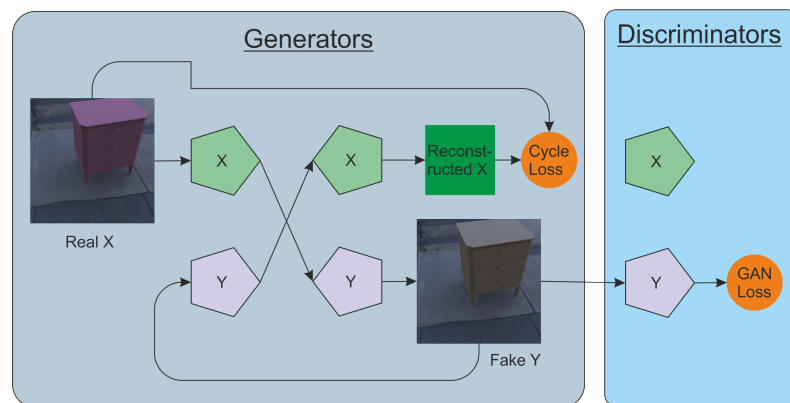 Generators
Discriminators
X
X
Reconst-
ructed X
Cycle
Loss
X
Real X
Y
Y
Y
GAN
Loss
Fake Y